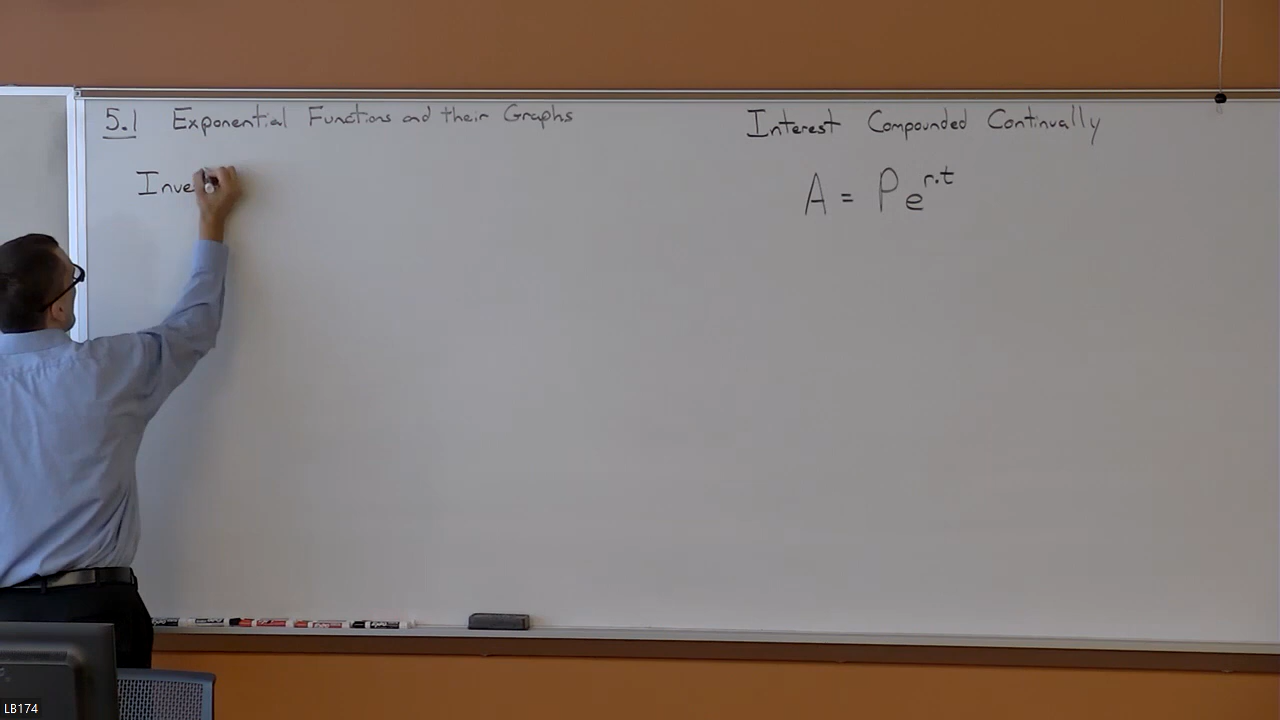 5.1 Exponential Functions and their Graphs
Inve
Interest Compounded Continually
A = Pe^r.t
LB174